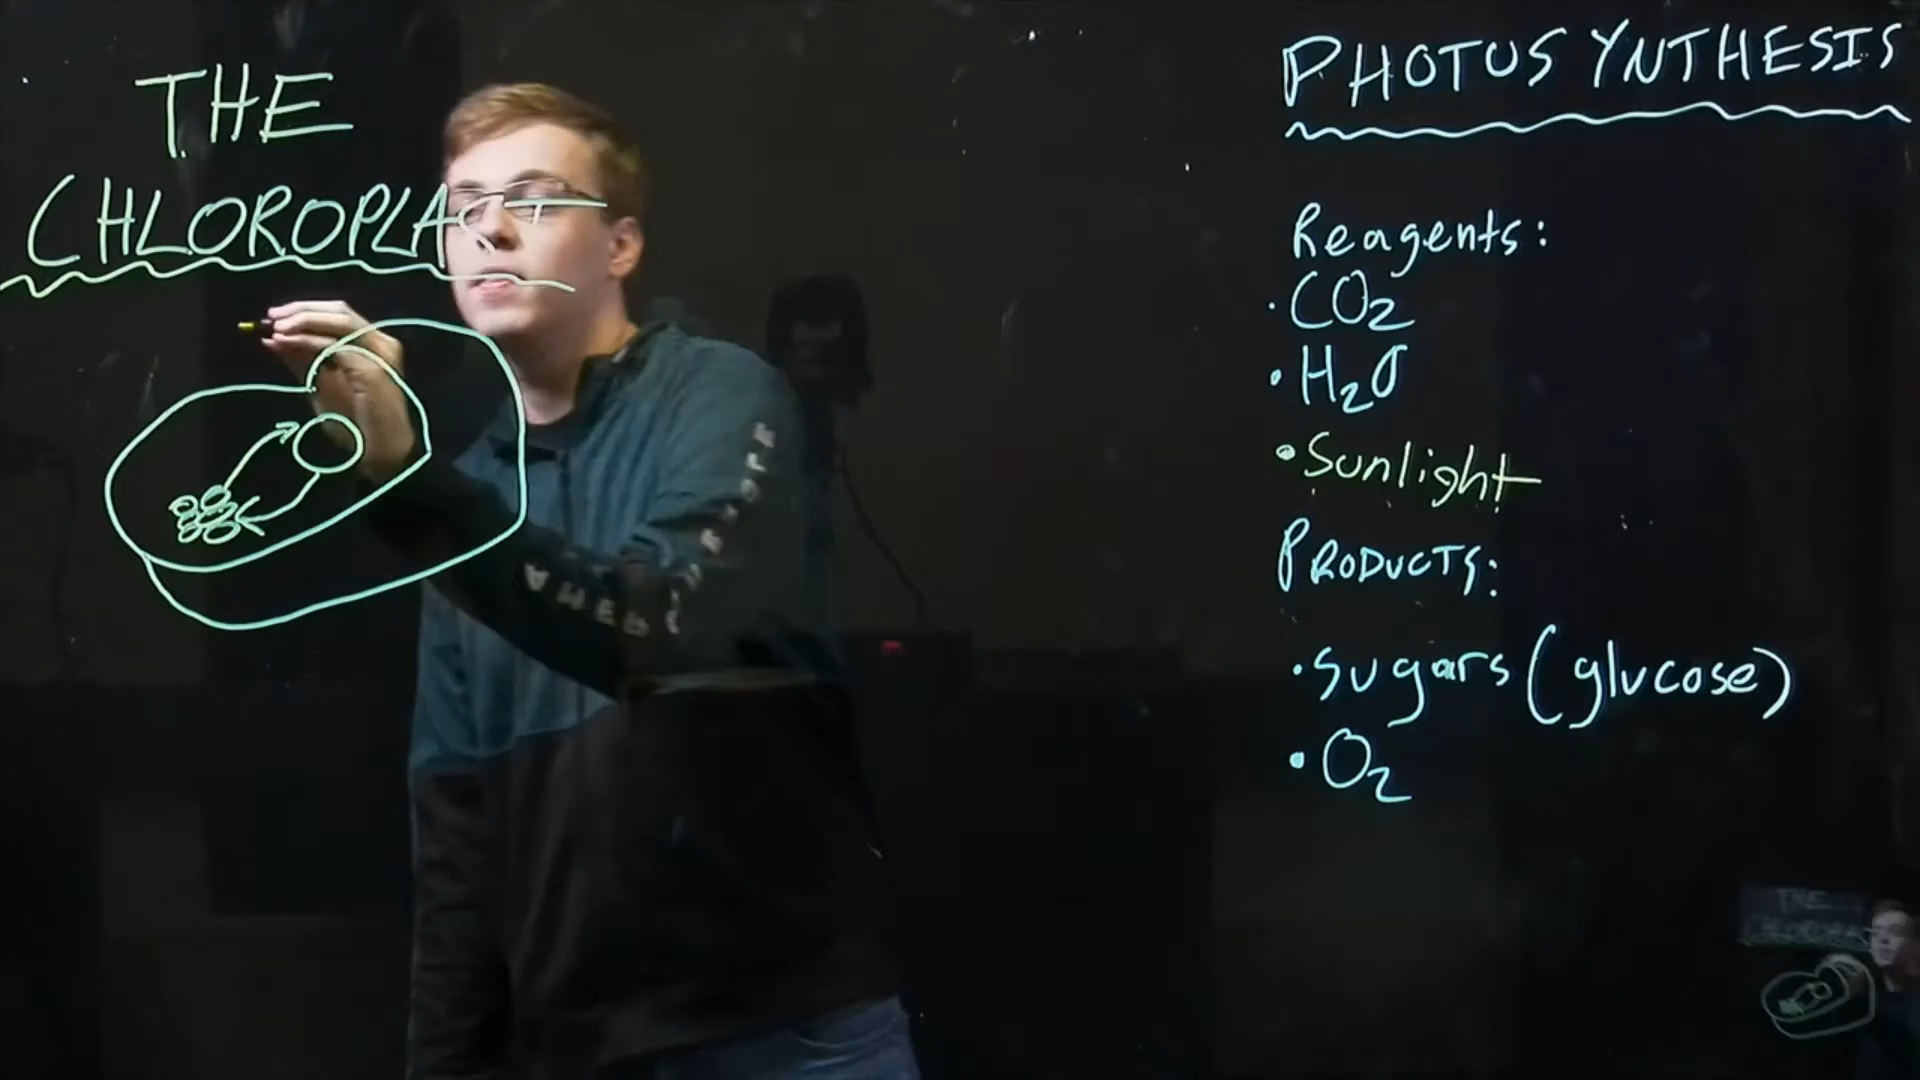 THE
CHLOROPLAST
PHOTOSYNTHESIS
Reagents:
• CO2
• H2O
• Sunlight
PRODUCTS:
• sugars (glucose)
• O2